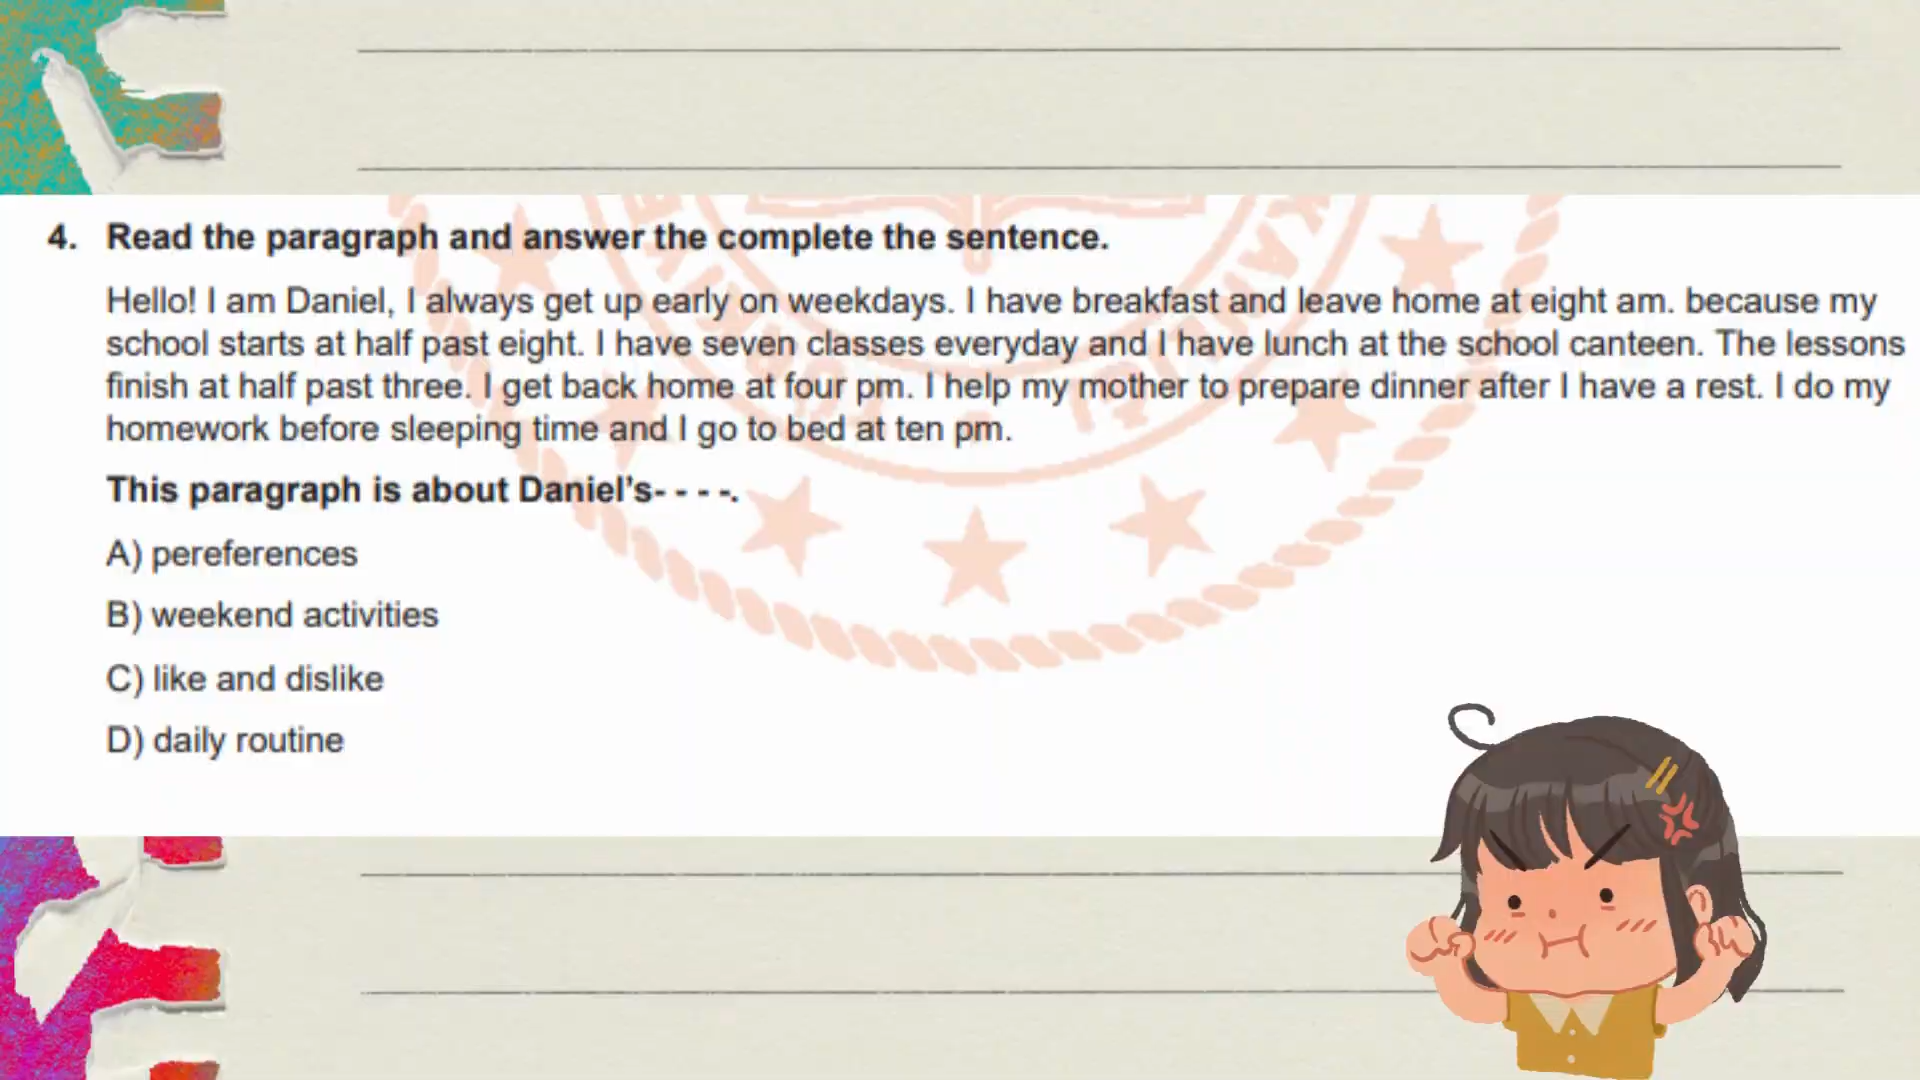 4. Read the paragraph and answer the complete the sentence.
Hello! I am Daniel, I always get up early on weekdays. I have breakfast and leave home at eight am. because my
school starts at half past eight. I have seven classes everyday and I have lunch at the school canteen. The lessons
finish at half past three. I get back home at four pm. I help my mother to prepare dinner after I have a rest. I do my
homework before sleeping time and I go to bed at ten pm.
This paragraph is about Daniel's- - - -.
A) pereferences
B) weekend activities
C) like and dislike
D) daily routine